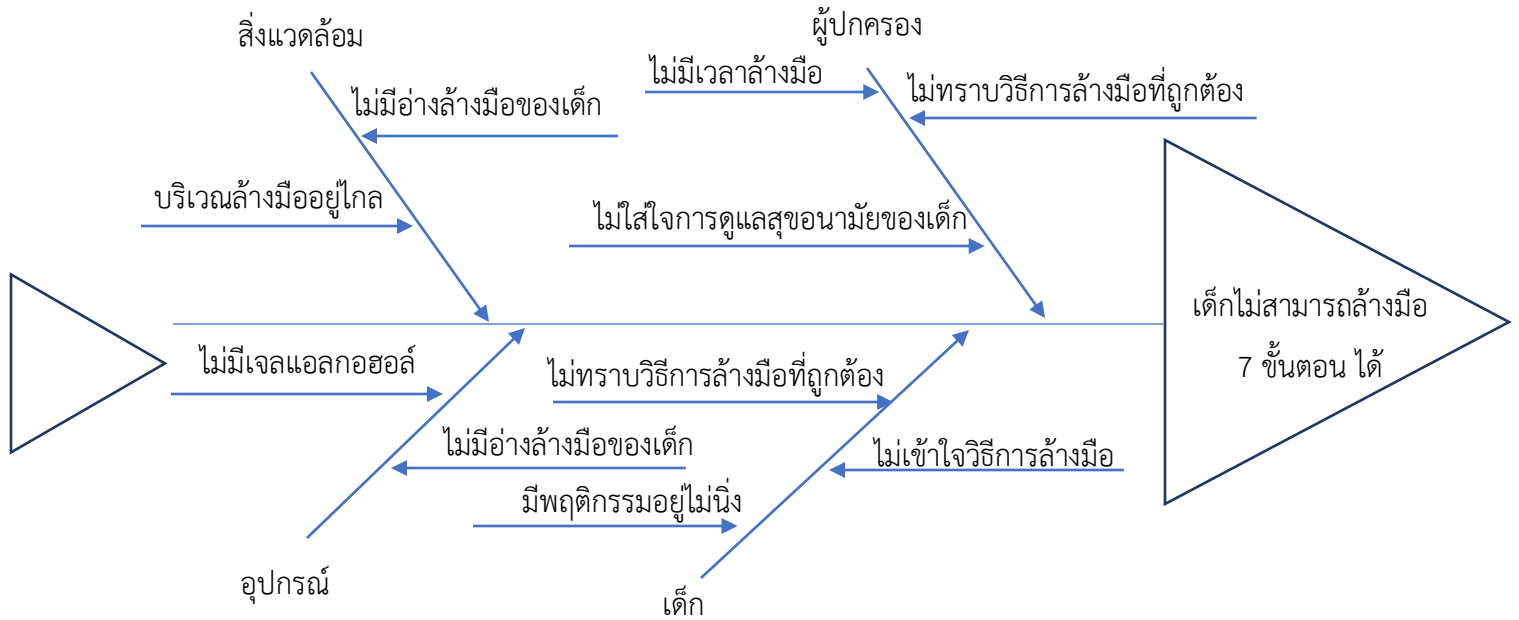 สิ่งแวดล้อม
ผู้ปกครอง
ไม่มีเวลาล้างมือ
ไม่ทราบวิธีการล้างมือที่ถูกต้อง
ไม่มีอ่างล้างมือของเด็ก
บริเวณล้างมืออยู่ไกล
ไม่ใส่ใจการดูแลสุขอนามัยของเด็ก
เด็กไม่สามารถล้างมือ
7 ขั้นตอน ได้
ไม่มีเจลแอลกอฮอล์
ไม่ทราบวิธีการล้างมือที่ถูกต้อง
ไม่มีอ่างล้างมือของเด็ก
ไม่เข้าใจวิธีการล้างมือ
มีพฤติกรรมอยู่ไม่นิ่ง
อุปกรณ์
เด็ก